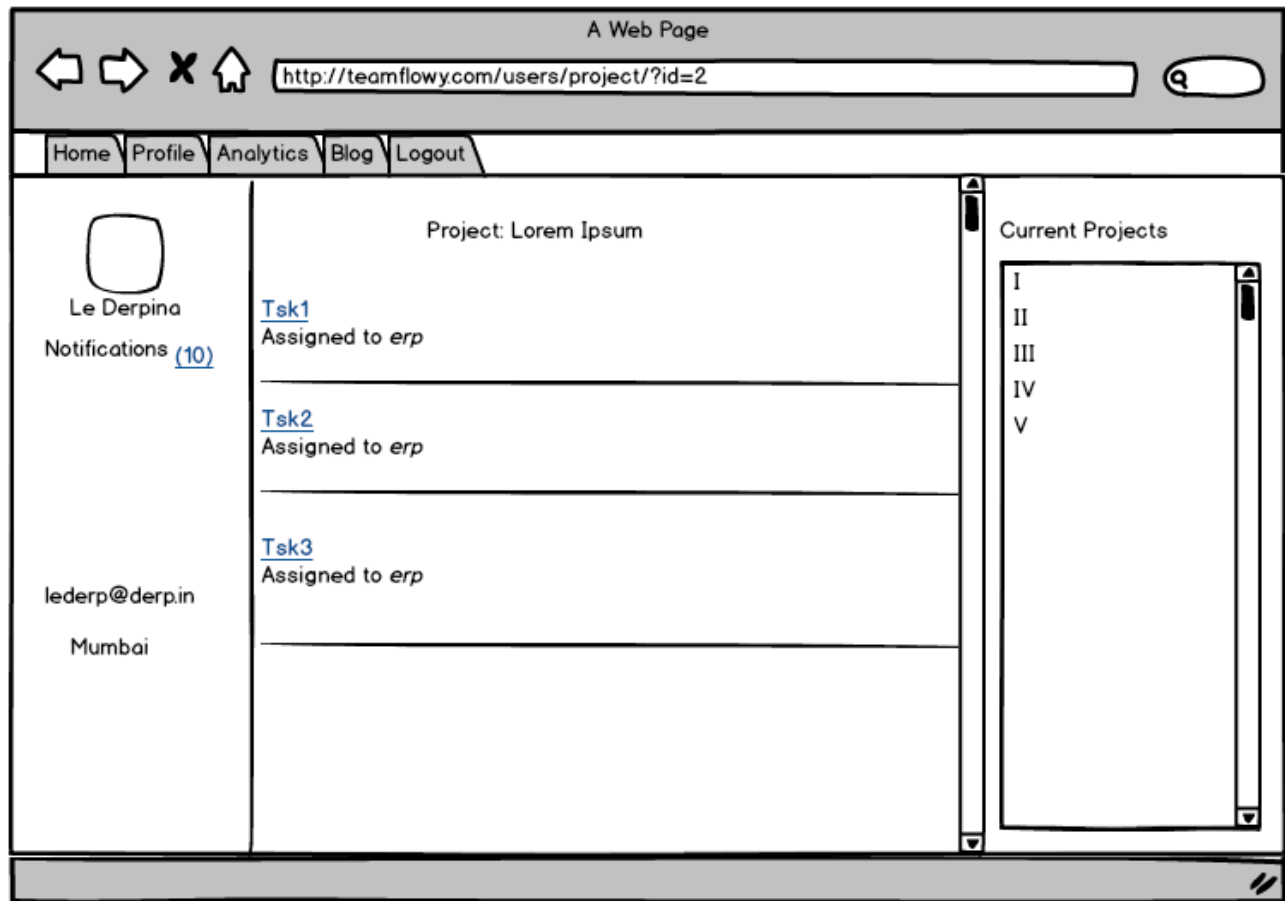 A Web Page
http://teamflowy.com/users/project/?id=2
Home Profile Analytics Blog Logout
Le Derpina
Notifications (10)
lederp@derp.in
Mumbai
Project: Lorem Ipsum
Tsk1
Assigned to erp
Tsk2
Assigned to erp
Tsk3
Assigned to erp
Current Projects
I
II
III
IV
V